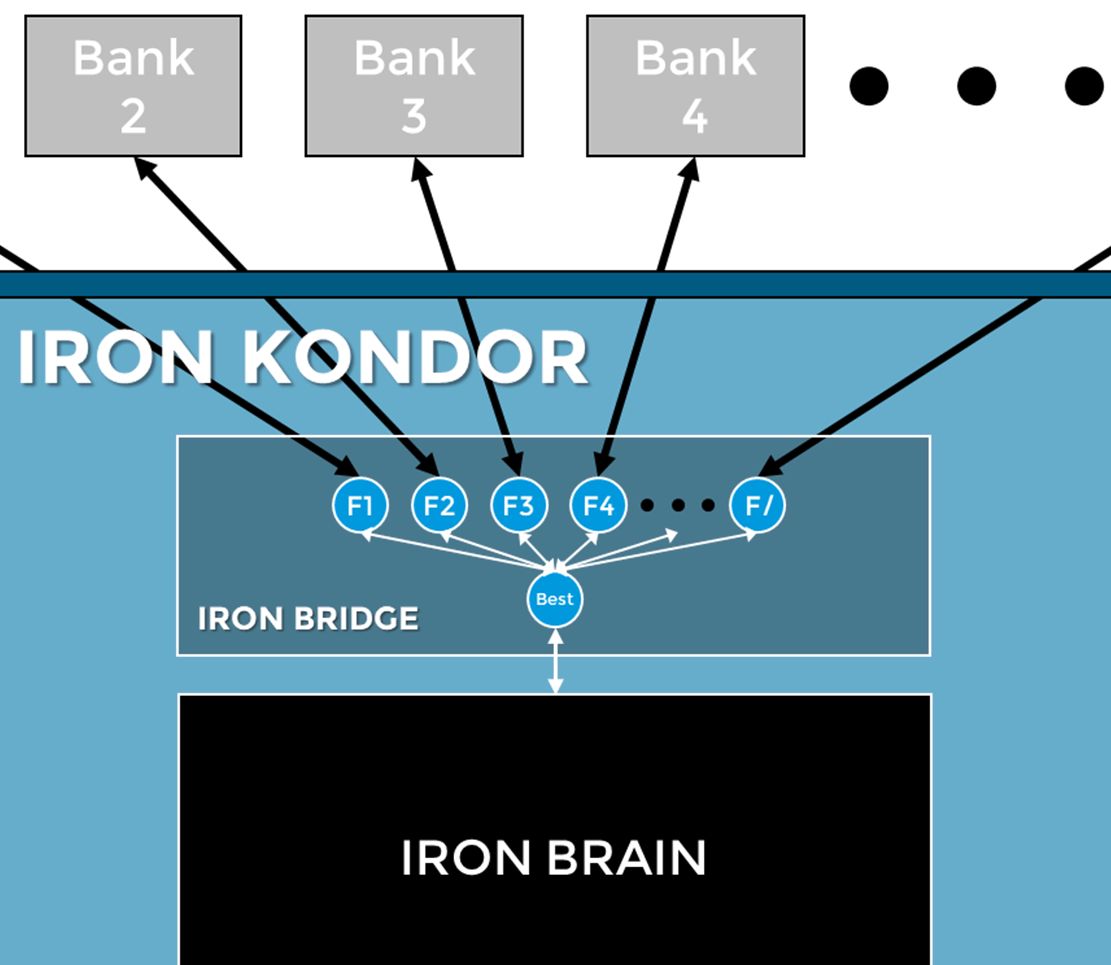 Bank
2
Bank
3
Bank
4
IRON KONDOR
F1
F2
F3
F4
F/
Best
IRON BRIDGE
IRON BRAIN